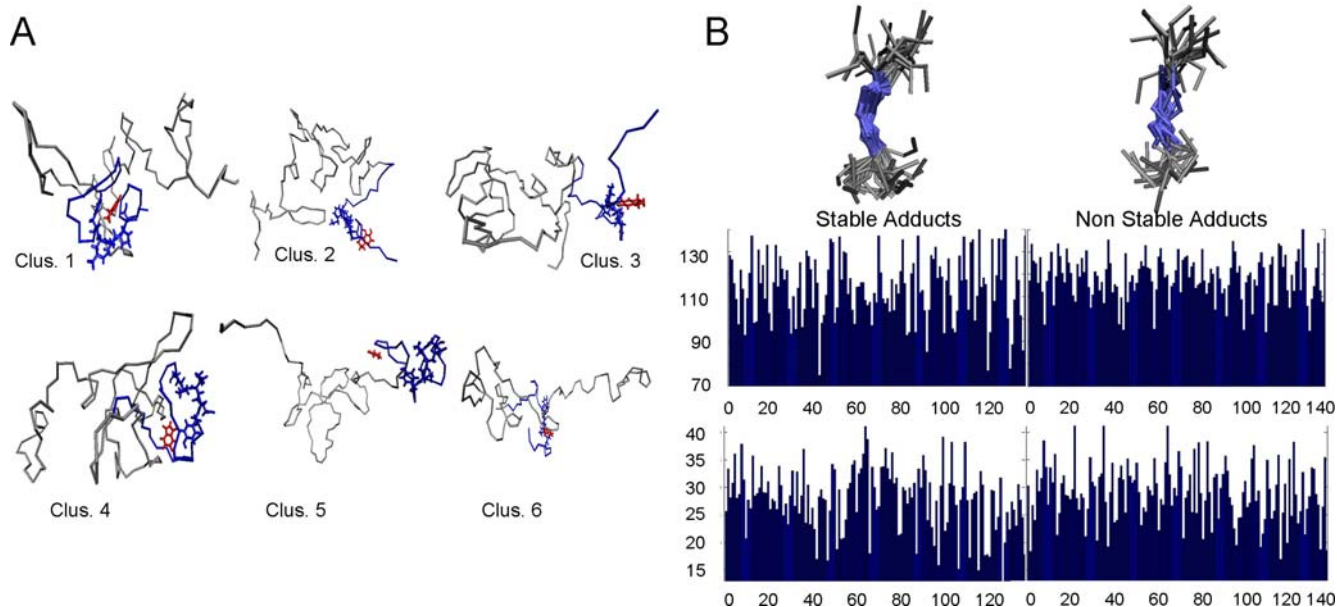 A
B
Clus. 1
Clus. 2
Clus. 3
Clus. 4
Clus. 5
Clus. 6
Stable Adducts
Non Stable Adducts
130
110
90
70
0 20 40 60 80 100 120
0 20 40 60 80 100 120 140
40
35
30
25
20
15
0 20 40 60 80 100 120
0 20 40 60 80 100 120 140